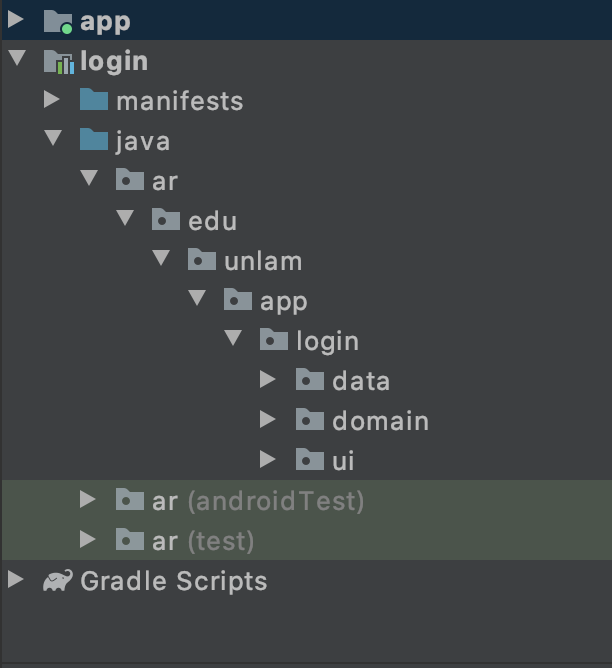 app
login
manifests
java
ar
edu
unlam
app
login
data
domain
ui
ar (androidTest)
ar (test)
Gradle Scripts